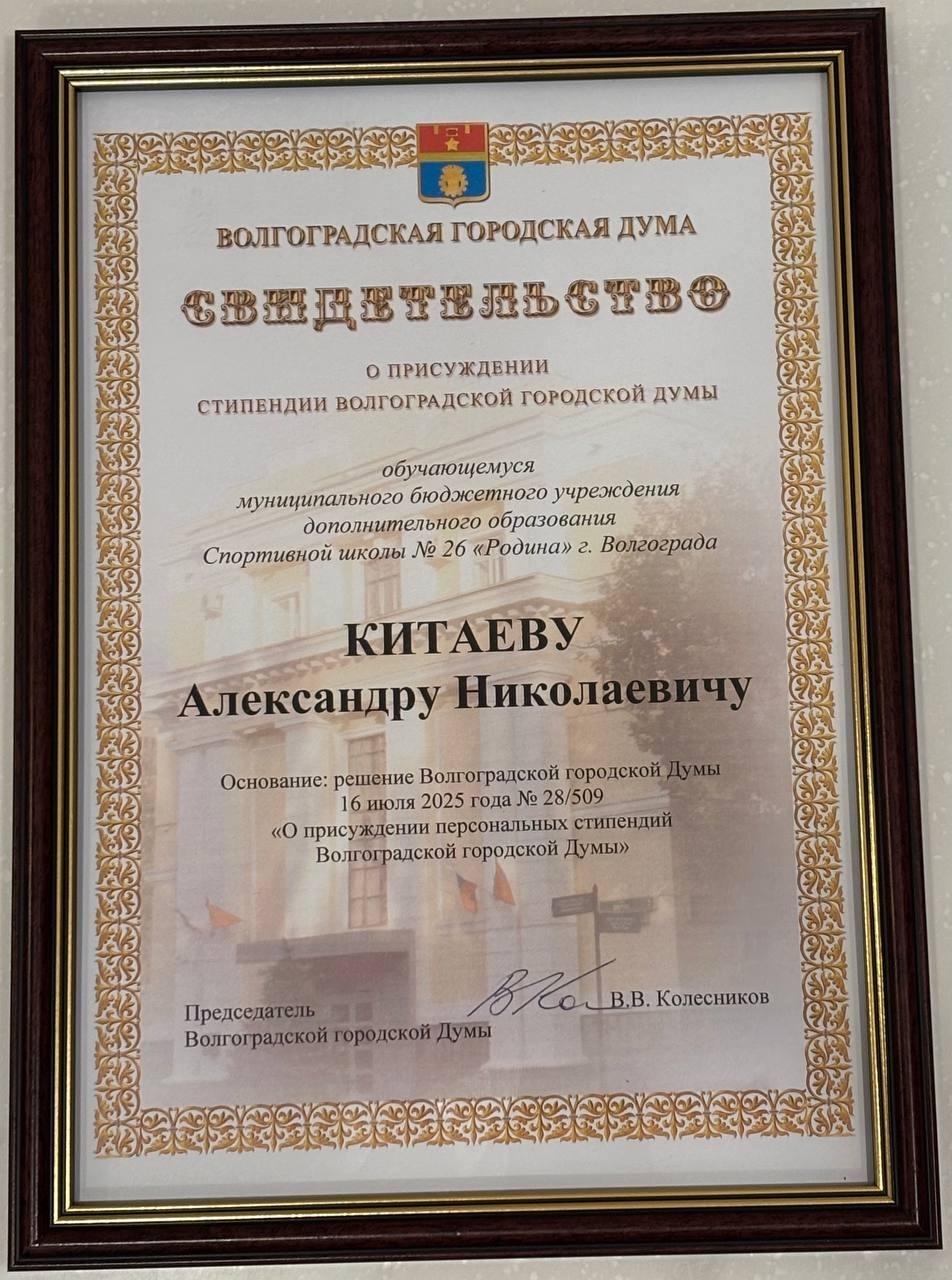 ВОЛГОГРАДСКАЯ ГОРОДСКАЯ ДУМА
СВИДЕТЕЛЬСТВО
О ПРИСУЖДЕНИИ
СТИПЕНДИИ ВОЛГОГРАДСКОЙ ГОРОДСКОЙ ДУМЫ
обучающемуся
муниципального бюджетного учреждения
дополнительного образования
Спортивной школы № 26 «Родина» г. Волгограда
КИТАЕВУ
Александру Николаевичу
Основание: решение Волгоградской городской Думы
16 июля 2025 года № 28/509
«О присуждении персональных стипендий
Волгоградской городской Думы»
Председатель
Волгоградской городской Думы
В.В. Колесников